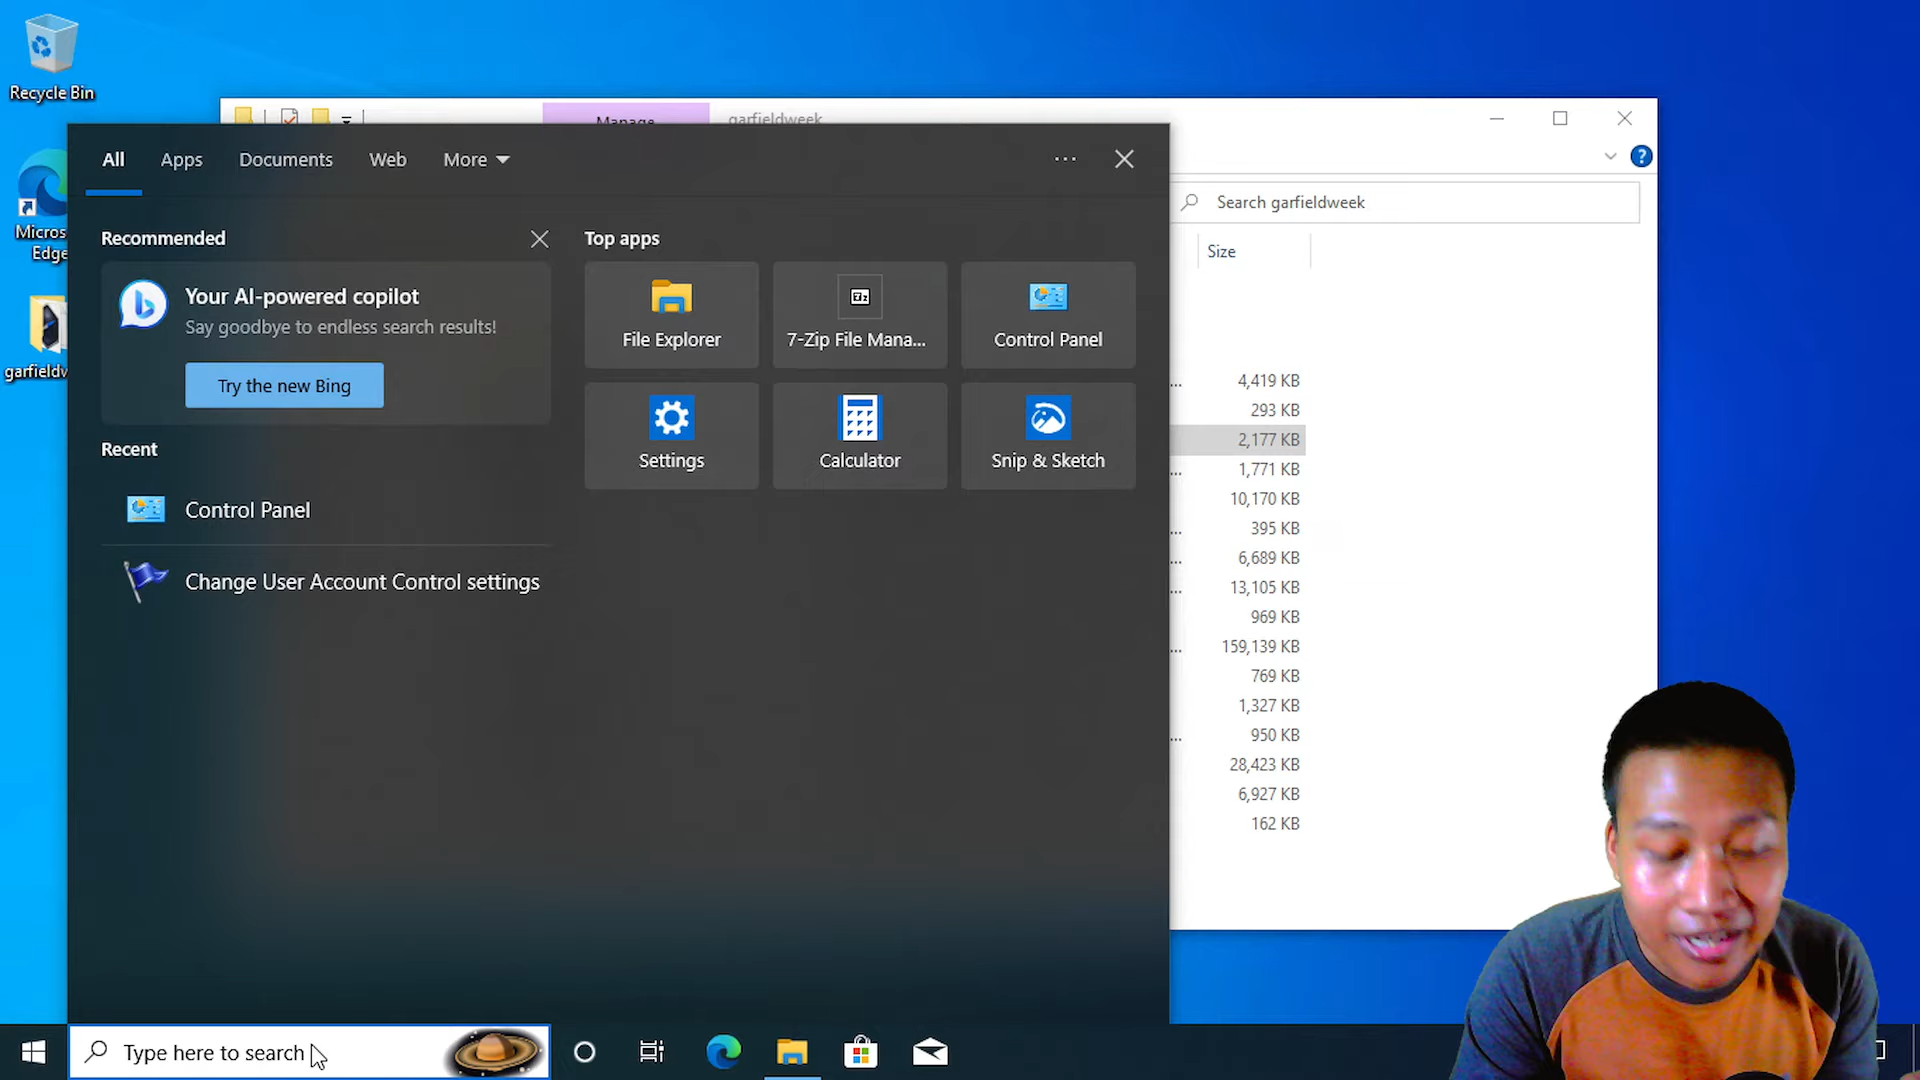 Recycle Bin
Manage
garfieldweek
All
Apps
Documents
Web
More
Search garfieldweek
Size
Recommended
Top apps
Your AI-powered copilot
Say goodbye to endless search results!
Try the new Bing
File Explorer
7-Zip File Mana...
Control Panel
Settings
Calculator
Snip & Sketch
Recent
Control Panel
Change User Account Control settings
Micros
Edge
garfieldw
... 4,419 KB
293 KB
2,177 KB
... 1,771 KB
10,170 KB
... 395 KB
... 6,689 KB
... 13,105 KB
969 KB
... 159,139 KB
769 KB
1,327 KB
... 950 KB
28,423 KB
6,927 KB
162 KB
Type here to search